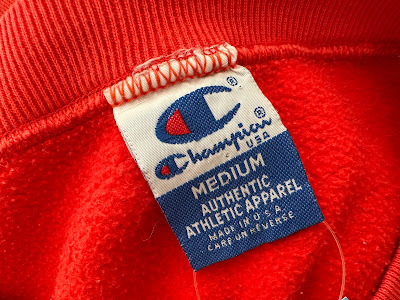 ®
Champion®
USA
MEDIUM
AUTHENTIC
ATHLETIC APPAREL
MADE IN U.S.A
CARE ON REVERSE